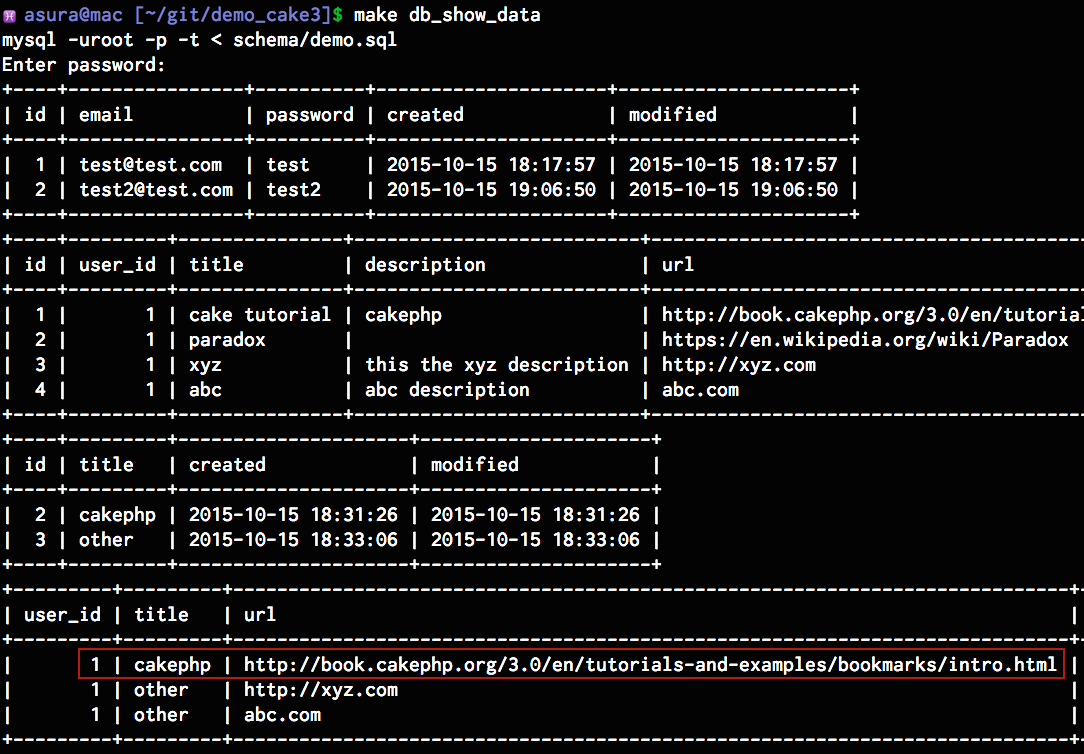 ♓ asura@mac [~/git/demo_cake3]$ make db_show_data
mysql -uroot -p -t < schema/demo.sql
Enter password:
+----+----------------+----------+---------------------+---------------------+
| id | email          | password | created             | modified            |
+----+----------------+----------+---------------------+---------------------+
|  1 | test@test.com  | test     | 2015-10-15 18:17:57 | 2015-10-15 18:17:57 |
|  2 | test2@test.com | test2    | 2015-10-15 19:06:50 | 2015-10-15 19:06:50 |
+----+----------------+----------+---------------------+---------------------+
+----+---------+---------------+--------------------------+---------------------------------------
| id | user_id | title         | description              | url
+----+---------+---------------+--------------------------+---------------------------------------
|  1 |       1 | cake tutorial | cakephp                  | http://book.cakephp.org/3.0/en/tutorial
|  2 |       1 | paradox       |                          | https://en.wikipedia.org/wiki/Paradox
|  3 |       1 | xyz           | this the xyz description | http://xyz.com
|  4 |       1 | abc           | abc description          | abc.com
+----+---------+---------------+--------------------------+---------------------------------------
+----+---------+---------------------+---------------------+
| id | title   | created             | modified            |
+----+---------+---------------------+---------------------+
|  2 | cakephp | 2015-10-15 18:31:26 | 2015-10-15 18:31:26 |
|  3 | other   | 2015-10-15 18:33:06 | 2015-10-15 18:33:06 |
+----+---------+---------------------+---------------------+
+---------+---------+----------------------------------------------------------------------------+-
| user_id | title   | url                                                                        |
+---------+---------+----------------------------------------------------------------------------+-
|       1 | cakephp | http://book.cakephp.org/3.0/en/tutorials-and-examples/bookmarks/intro.html |
|       1 | other   | http://xyz.com                                                             |
|       1 | other   | abc.com                                                                    |
+---------+---------+----------------------------------------------------------------------------+-